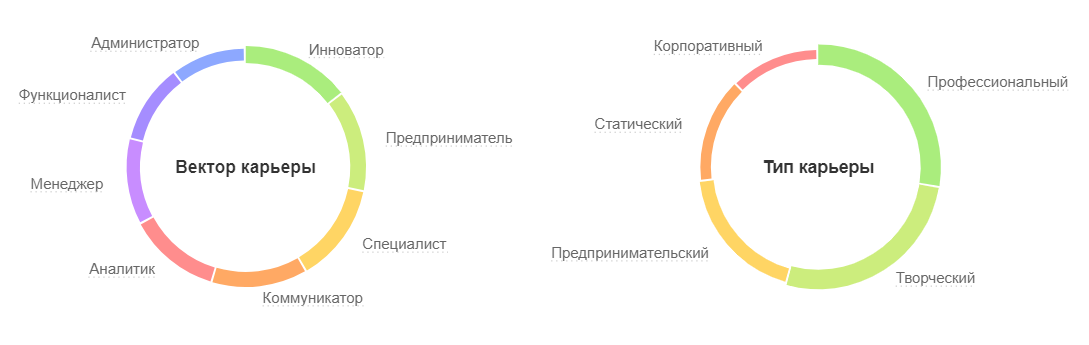 Вектор карьеры
Инноватор
Предприниматель
Специалист
Коммуникатор
Аналитик
Менеджер
Функционалист
Администратор
Тип карьеры
Профессиональный
Творческий
Предпринимательский
Статический
Корпоративный